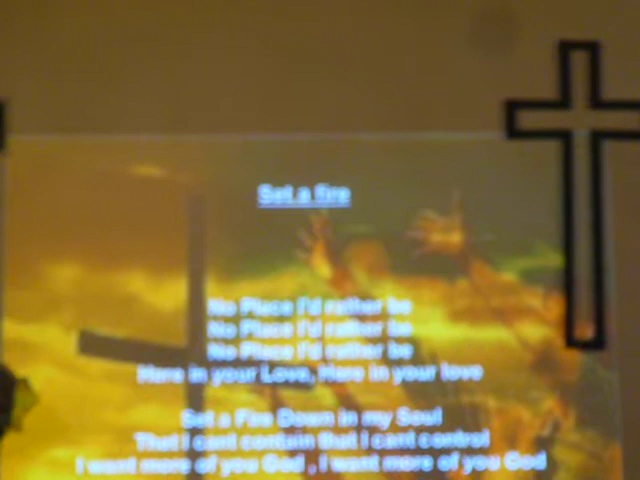 Set a fire
No Place I'd rather be
No Place I'd rather be
No Place I'd rather be
Here in your Love, Here in your love
Set a Fire Down in my Soul
That I cant contain that I cant control
I want more of you God , I want more of you God